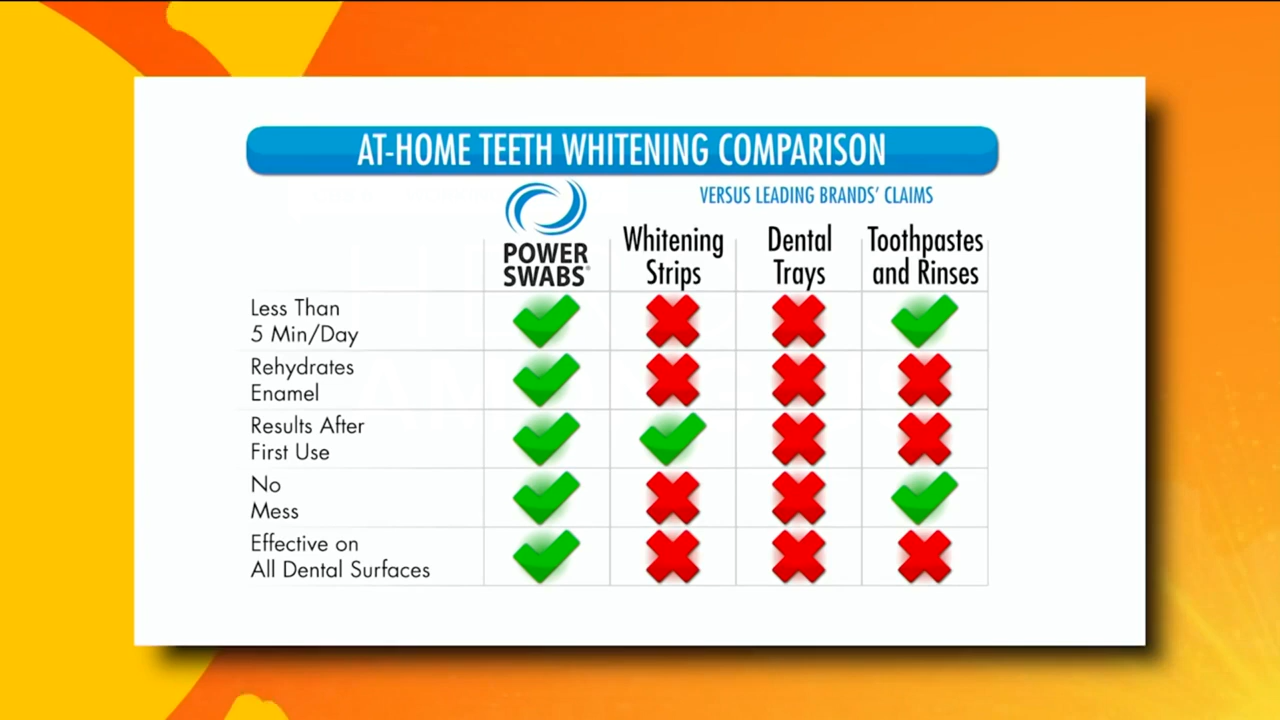 AT-HOME TEETH WHITENING COMPARISON
VERSUS LEADING BRANDS' CLAIMS
POWER
SWABS®
Whitening
Strips
Dental
Trays
Toothpastes
and Rinses
Less Than
5 Min/Day
Rehydrates
Enamel
Results After
First Use
No
Mess
Effective on
All Dental Surfaces